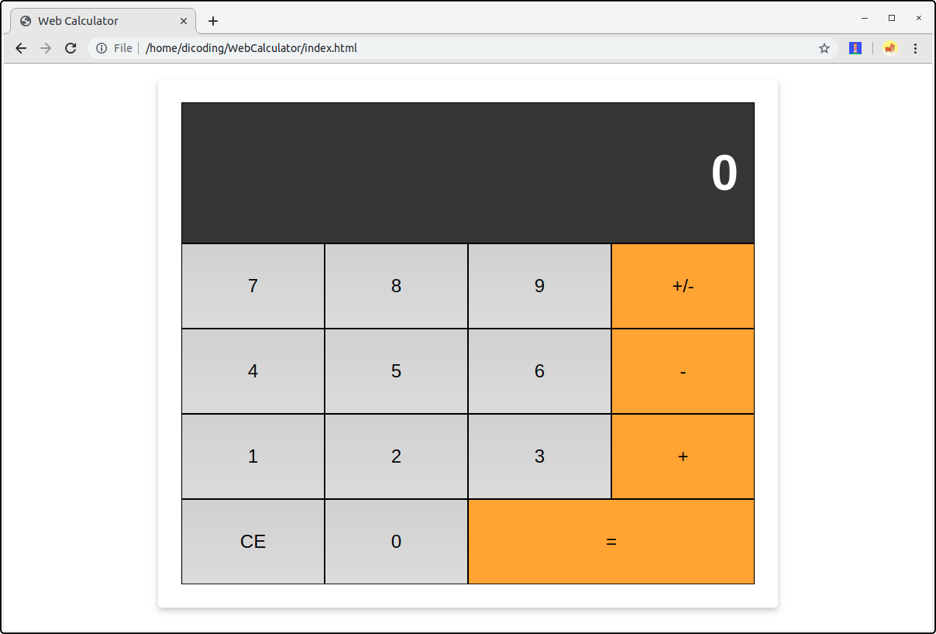 Web Calculator
File /home/dicoding/WebCalculator/index.html
0
7 8 9 +/-
4 5 6 -
1 2 3 +
CE 0 =